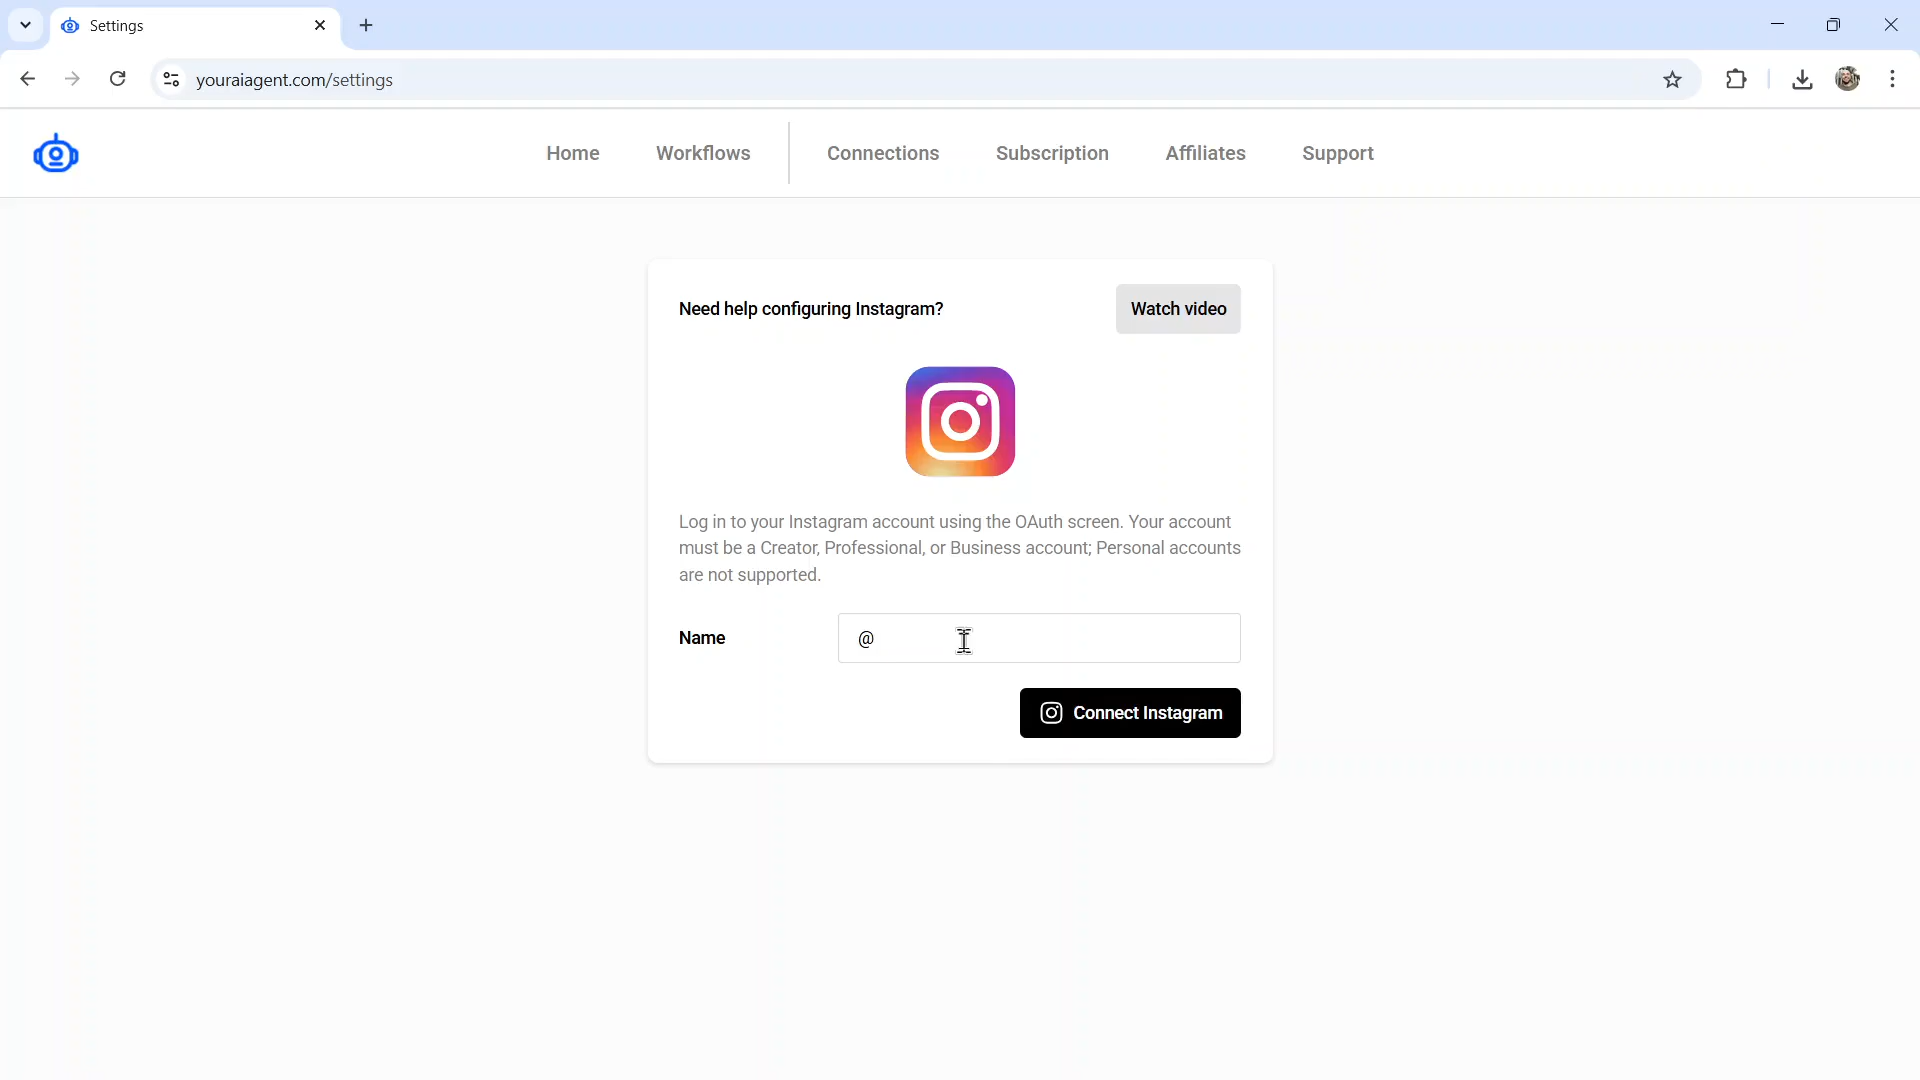 Settings
youraiagent.com/settings
Home
Workflows
Connections
Subscription
Affiliates
Support
Need help configuring Instagram?
Watch video
Log in to your Instagram account using the OAuth screen. Your account
must be a Creator, Professional, or Business account; Personal accounts
are not supported.
Name
@
Connect Instagram